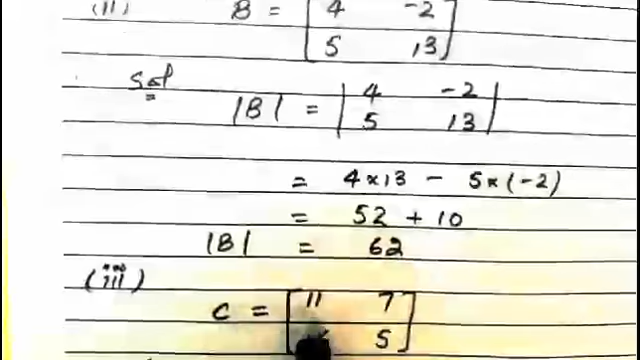 (ii) B = [ 4 -2
5 13 ]
Sol
|B| = | 4 -2
5 13 |
= 4×13 - 5×(-2)
= 52 + 10
|B| = 62
(iii)
C = [ 11 7
5 ]